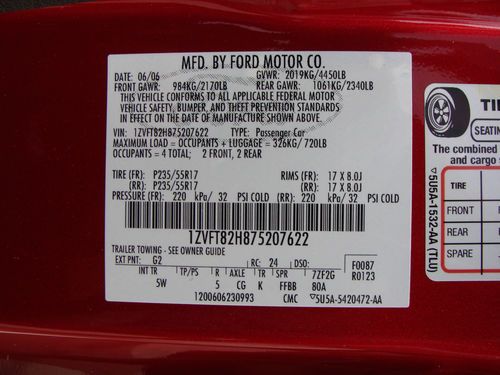 MFD. BY FORD MOTOR CO.
DATE: 06/06 GVWR: 2019KG/4450LB
FRONT GAWR: 984KG/2170LB REAR GAWR: 1061KG/2340LB
THIS VEHICLE CONFORMS TO ALL APPLICABLE FEDERAL MOTOR
VEHICLE SAFETY, BUMPER, AND THEFT PREVENTION STANDARDS
IN EFFECT ON THE DATE OF MANUFACTURE SHOWN ABOVE.
VIN: 1ZVFT82H875207622 TYPE: Passenger Car
MAXIMUM LOAD = OCCUPANTS + LUGGAGE = 326KG/720LB
OCCUPANTS = 4 TOTAL: 2 FRONT, 2 REAR
TIRE (FR): P235/55R17 RIMS (FR): 17 X 8.0J
(RR): P235/55R17 (RR): 17 X 8.0J
PRESSURE (FR): 220 kPa/ 32 PSI COLD (RR): 220 kPa/ 32 PSI COLD
1ZVFT82H875207622
TRAILER TOWING - SEE OWNER GUIDE
EXT PNT: G2 RC: 24 DSO: F0087
INT TR TP/PS R AXLE TR SPR 7ZF2G R0123
5W 5 CG K FFBB 80A
1200606230993 CMC 5U5A-5420472-AA
TIRE
SEATING
The combined
and cargo
TIRE
FRONT
REAR
SPARE
5U5A-1532-AA (TLU)